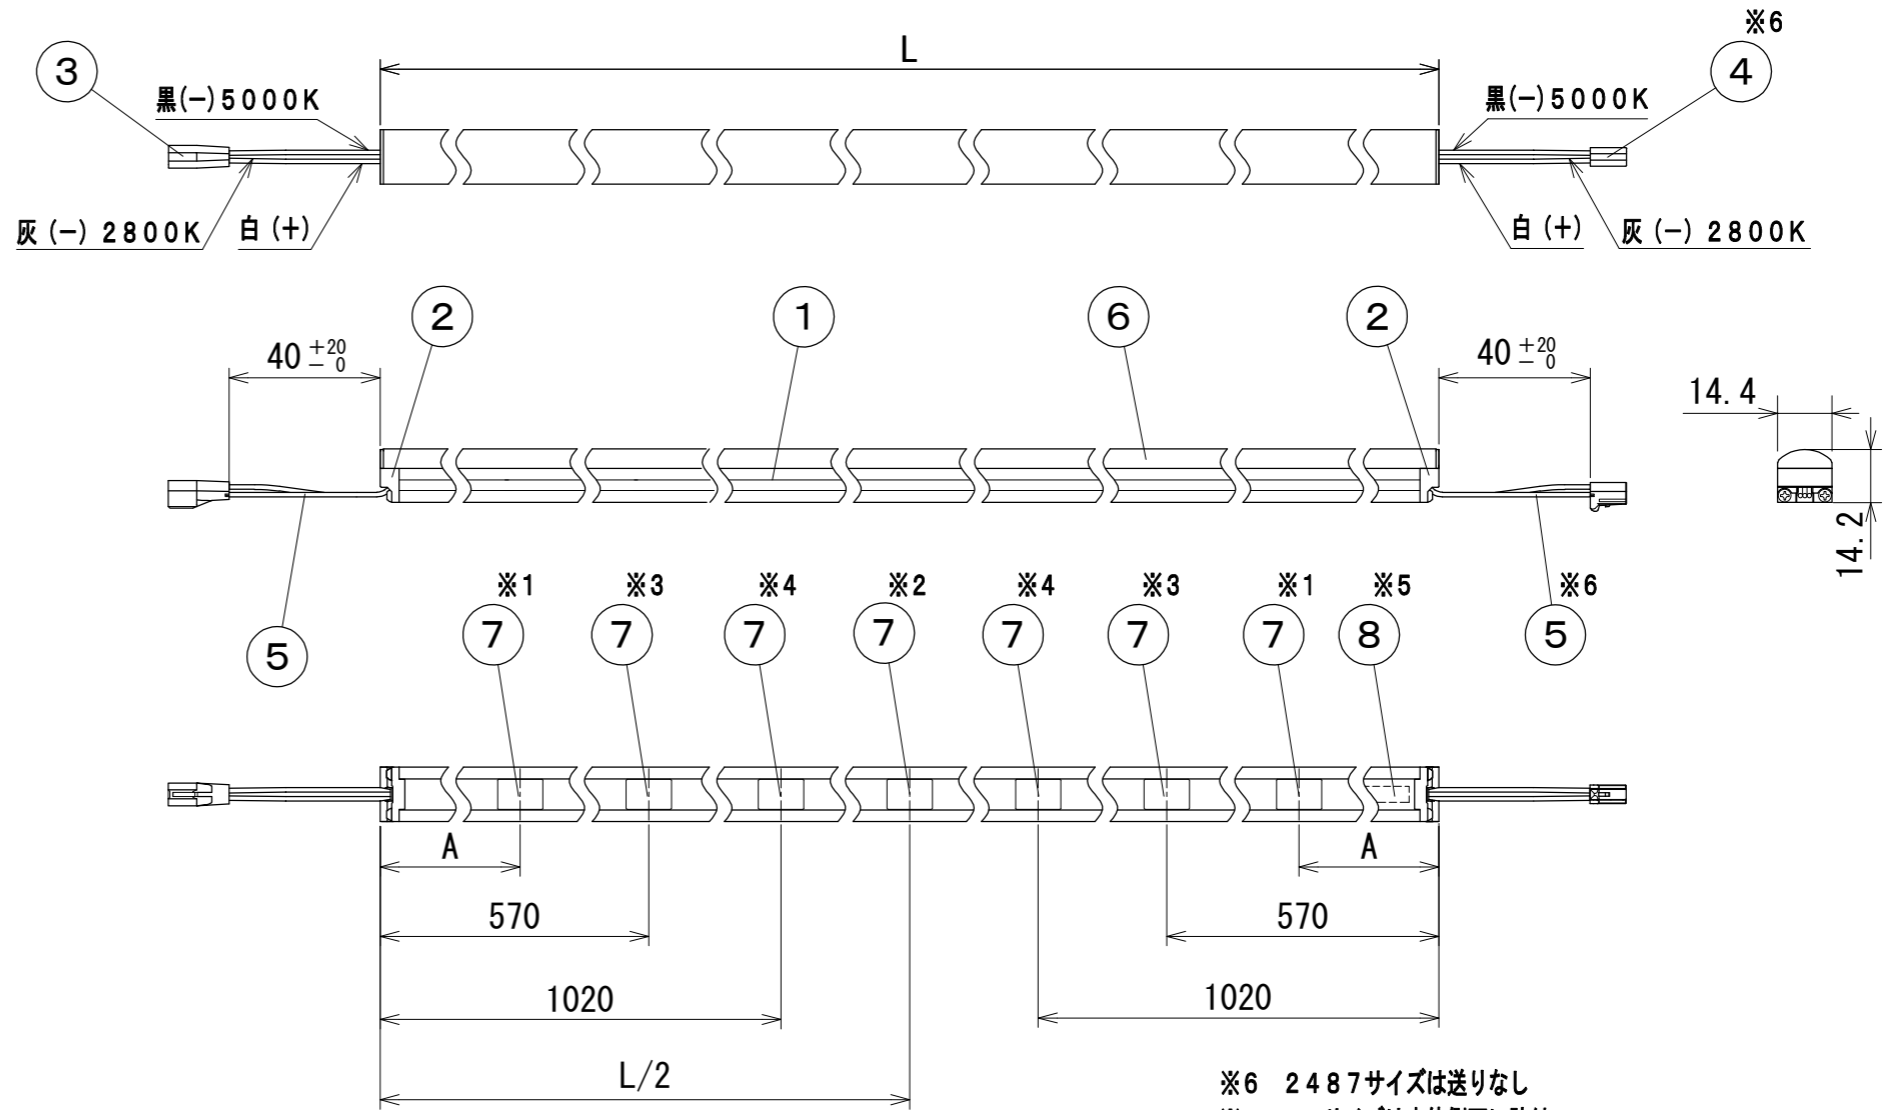 ※6
③
L
④
黒(−)5000K
黒(−)5000K
灰(−)2800K
白(+)
白(+)
灰(−)2800K
②
①
⑥
②
40 +20 −0
40 +20 −0
14.4
14.2
※1
※3
※4
※2
※4
※3
※1
※5
※6
⑤
⑦
⑦
⑦
⑦
⑦
⑦
⑦
⑧
⑤
A
A
570
570
1020
1020
L/2
※6 2487サイズは送りなし